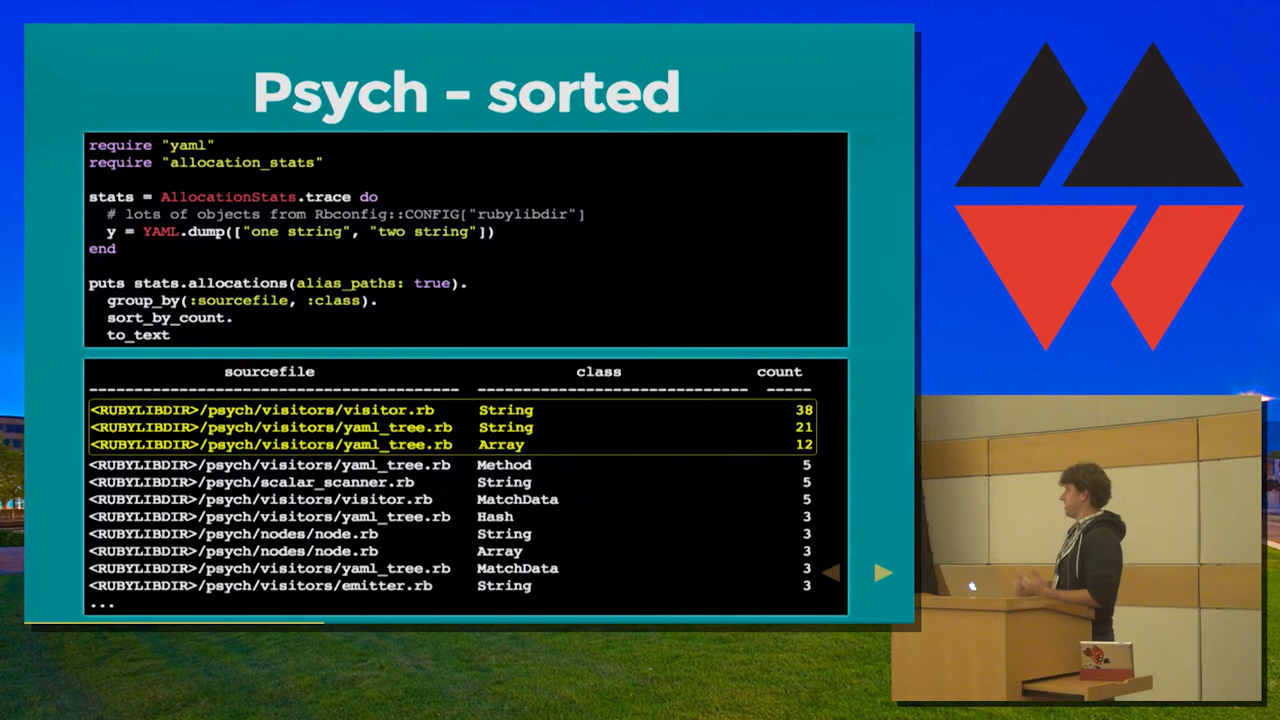 Psych - sorted
require "yaml"
require "allocation_stats"
stats = AllocationStats.trace do
# lots of objects from Rbconfig::CONFIG["rubylibdir"]
y = YAML.dump(["one string", "two string"])
end
puts stats.allocations(alias_paths: true).
group_by(:sourcefile, :class).
sort_by_count.
to_text
sourcefile class count
---------------------------------------- ------------------------------ -----
<RUBYLIBDIR>/psych/visitors/visitor.rb String 38
<RUBYLIBDIR>/psych/visitors/yaml_tree.rb String 21
<RUBYLIBDIR>/psych/visitors/yaml_tree.rb Array 12
<RUBYLIBDIR>/psych/visitors/yaml_tree.rb Method 5
<RUBYLIBDIR>/psych/scalar_scanner.rb String 5
<RUBYLIBDIR>/psych/visitors/visitor.rb MatchData 5
<RUBYLIBDIR>/psych/visitors/yaml_tree.rb Hash 3
<RUBYLIBDIR>/psych/nodes/node.rb String 3
<RUBYLIBDIR>/psych/nodes/node.rb Array 3
<RUBYLIBDIR>/psych/visitors/yaml_tree.rb MatchData 3
<RUBYLIBDIR>/psych/visitors/emitter.rb String 3
...